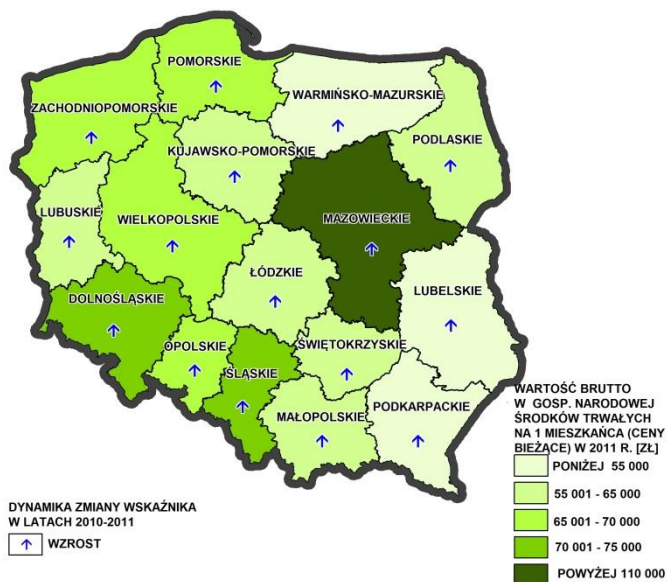 POMORSKIE
WARMIŃSKO-MAZURSKIE
ZACHODNIOPOMORSKIE
PODLASKIE
KUJAWSKO-POMORSKIE
LUBUSKIE
WIELKOPOLSKIE
MAZOWIECKIE
ŁÓDZKIE
LUBELSKIE
DOLNOŚLĄSKIE
OPOLSKIE
ŚWIĘTOKRZYSKIE
ŚLĄSKIE
MAŁOPOLSKIE
PODKARPACKIE
WARTOŚĆ BRUTTO
W GOSP. NARODOWEJ
ŚRODKÓW TRWAŁYCH
NA 1 MIESZKAŃCA (CENY
BIEŻĄCE) W 2011 R. [ZŁ]
PONIŻEJ 55 000
55 001 - 65 000
65 001 - 70 000
70 001 - 75 000
POWYŻEJ 110 000
DYNAMIKA ZMIANY WSKAŹNIKA
W LATACH 2010-2011
WZROST